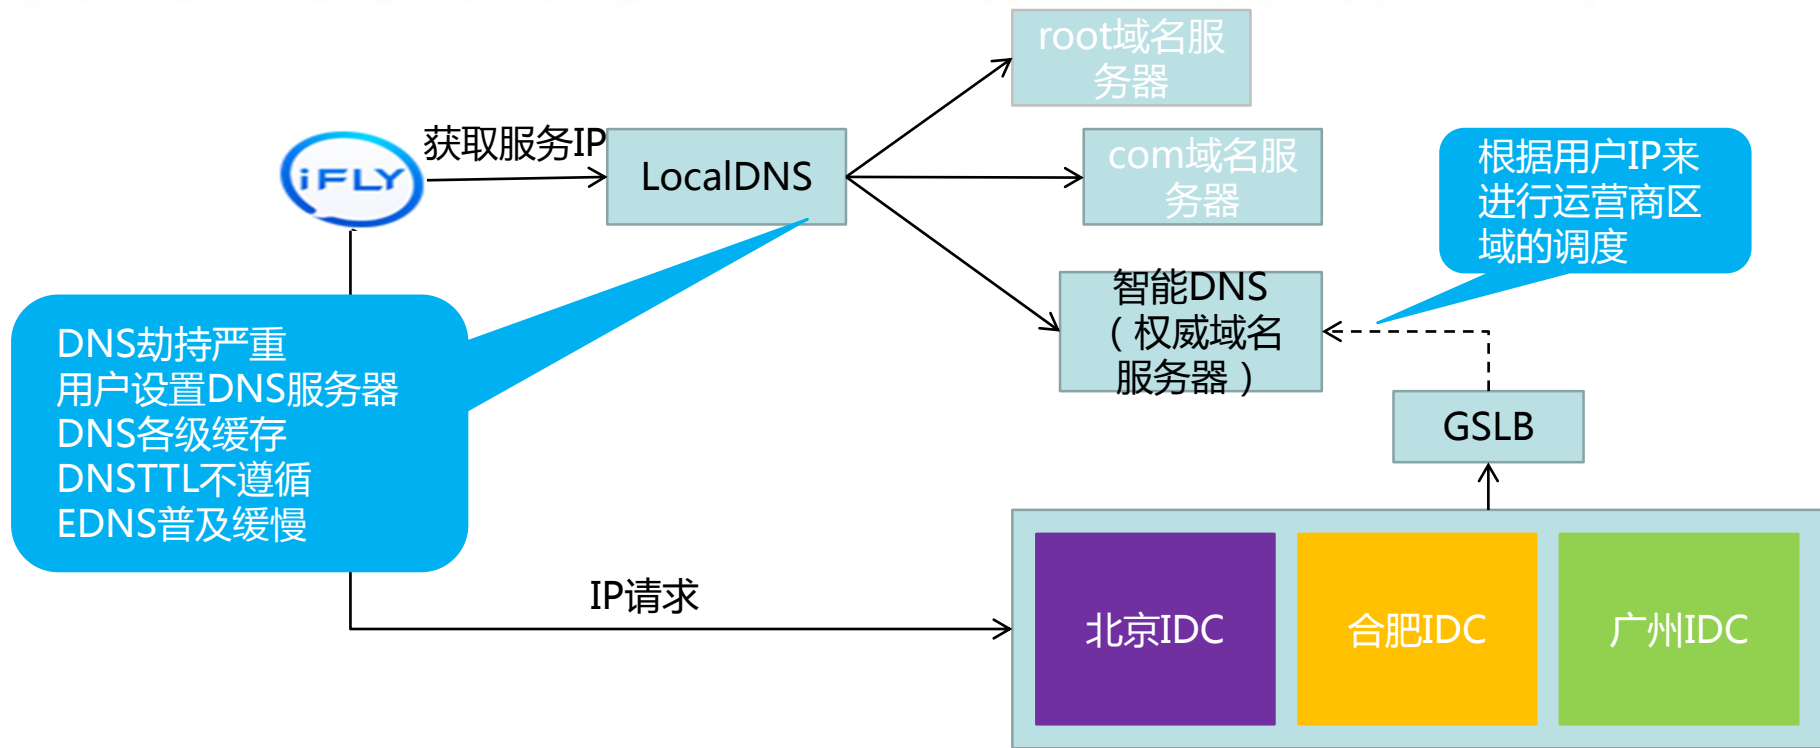 root域名服
务器
获取服务IP
iFLY
LocalDNS
com域名服
务器
根据用户IP来
进行运营商区
域的调度
智能DNS
（权威域名
服务器）
DNS劫持严重
用户设置DNS服务器
DNS各级缓存
DNSTTL不遵循
EDNS普及缓慢
GSLB
IP请求
北京IDC
合肥IDC
广州IDC